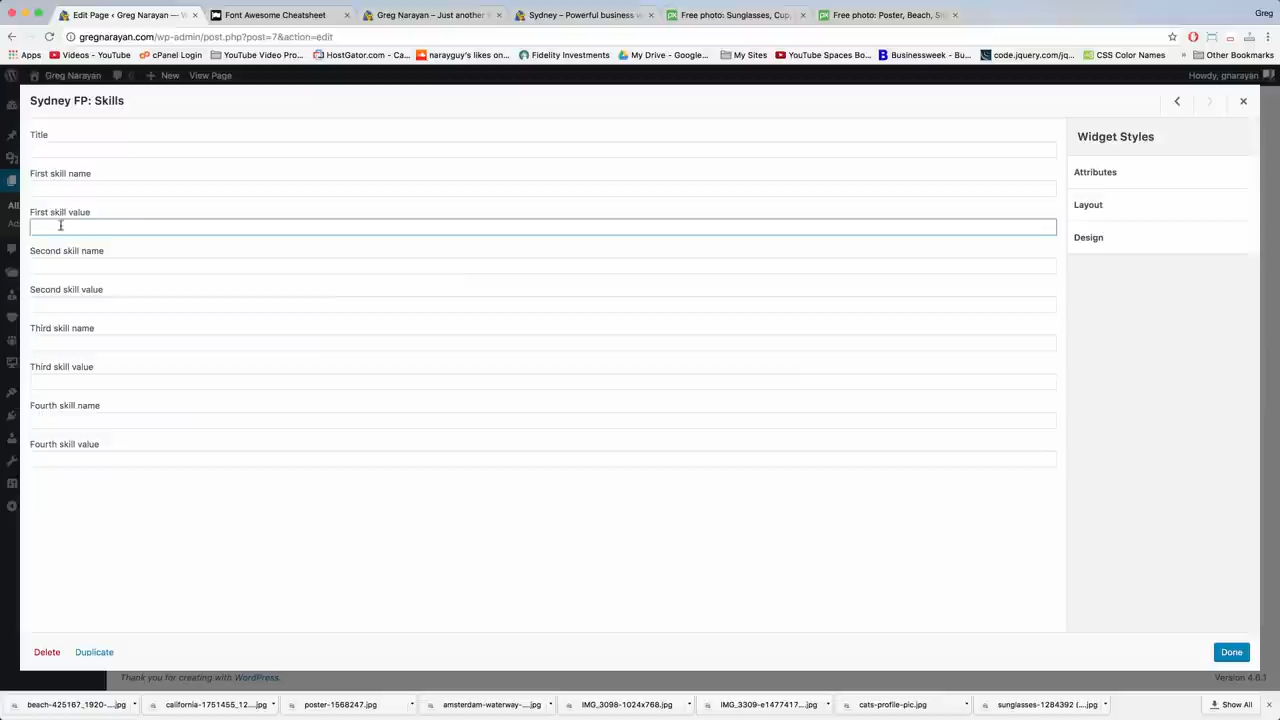 Edit Page ‹ Greg Narayan — W
Font Awesome Cheatsheet
Greg Narayan – Just another
Sydney – Powerful business w
Free photo: Sunglasses, Cup,
Free photo: Poster, Beach, Sk
Greg
gregnarayan.com/wp-admin/post.php?post=7&action=edit
Apps
Videos - YouTube
cPanel Login
YouTube Video Pro...
HostGator.com - Ca...
narayguy's likes on...
Fidelity Investments
My Drive - Google...
My Sites
YouTube Spaces Bo...
Businessweek - Bu...
code.jquery.com/jq...
CSS Color Names
Other Bookmarks
Greg Narayan
New
View Page
Howdy, gnarayan
Sydney FP: Skills
Title
First skill name
First skill value
Second skill name
Second skill value
Third skill name
Third skill value
Fourth skill name
Fourth skill value
Widget Styles
Attributes
Layout
Design
Delete
Duplicate
Done
Thank you for creating with WordPress.
Version 4.6.1
beach-425167_1920-...jpg
california-1751455_12....jpg
poster-1568247.jpg
amsterdam-waterway-....jpg
IMG_3098-1024x768.jpg
IMG_3309-e1477417...jpg
cats-profile-pic.jpg
sunglasses-1284392 (....jpg
Show All